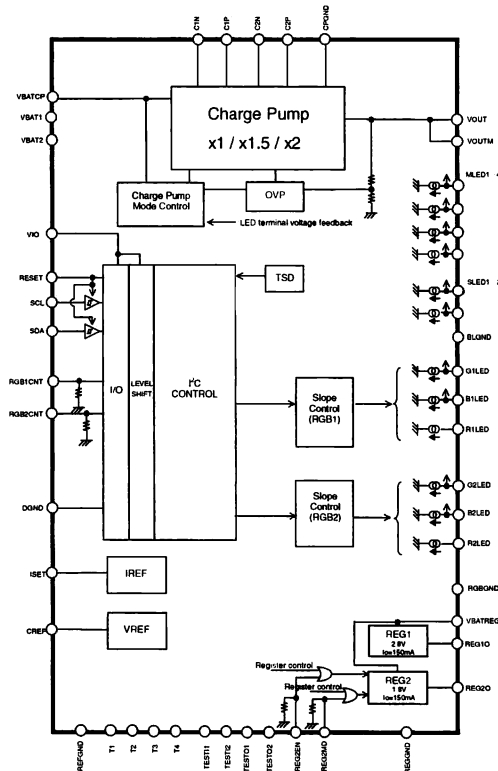 C1N
C1P
C2N
C2P
CPGND
VBATCP
VBAT1
VBAT2
Charge Pump
x1 / x1.5 / x2
VOUT
VOUTM
Charge Pump
Mode Control
OVP
LED terminal voltage feedback
MLED1
VIO
RESET
SCL
SDA
TSD
SLED1
BLGND
RGB1CNT
RGB2CNT
I/O
LEVEL
SHIFT
I²C
CONTROL
Slope
Control
(RGB1)
G1LED
B1LED
R1LED
DGND
Slope
Control
(RGB2)
G2LED
B2LED
R2LED
ISET
IREF
RGBGND
CREF
VREF
VBATREG
REG1
2 8V
Io=150mA
REG1O
Register control
Register control
REG2
1 8V
Io=150mA
REG2O
REFGND
T1
T2
T3
T4
TESTI1
TESTI2
TESTO1
TESTO2
REG2EN
REG2MD
REGGND